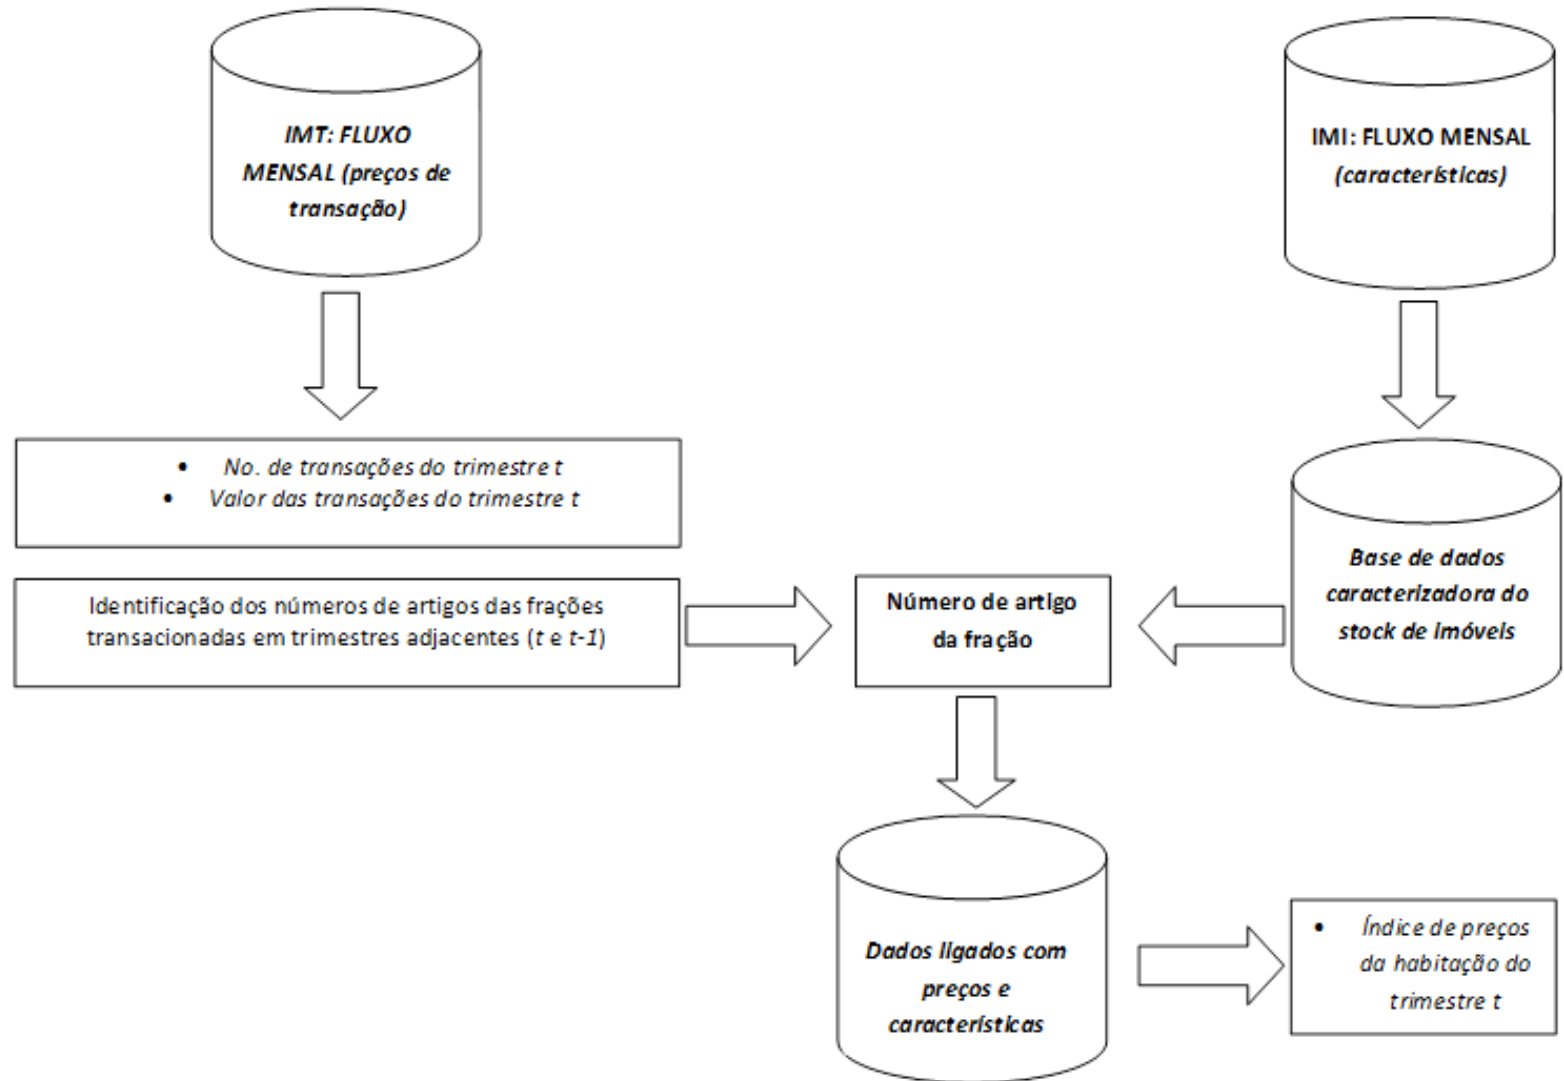 IMT: FLUXO
MENSAL (preços de
transação)
IMI: FLUXO MENSAL
(características)
• No. de transações do trimestre t
• Valor das transações do trimestre t
Identificação dos números de artigos das frações
transacionadas em trimestres adjacentes (t e t-1)
Número de artigo
da fração
Base de dados
caracterizadora do
stock de imóveis
Dados ligados com
preços e
características
• Índice de preços
da habitação do
trimestre t